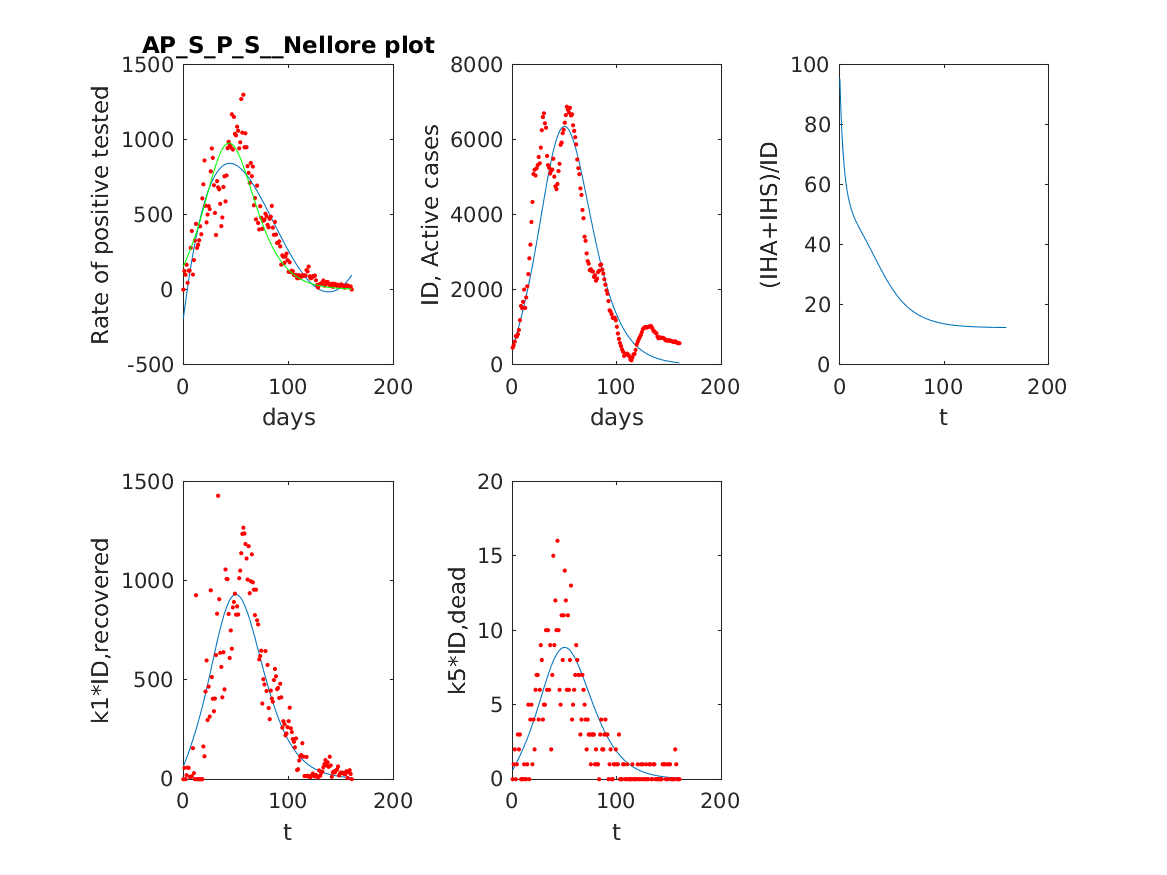 AP_S_P_S__Nellore plot
1500
1000
500
0
-500
Rate of positive tested
0 100 200
days
8000
6000
4000
2000
0
ID, Active cases
0 100 200
days
100
80
60
40
20
0
(IHA+IHS)/ID
0 100 200
t
1500
1000
500
0
k1*ID,recovered
0 100 200
t
20
15
10
5
0
k5*ID,dead
0 100 200
t